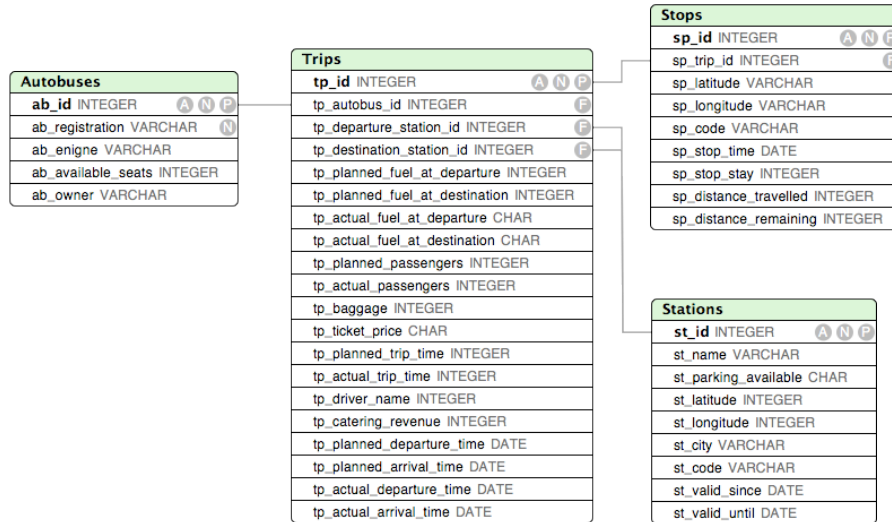 Autobuses
ab_id INTEGER A N P
ab_registration VARCHAR N
ab_enigne VARCHAR
ab_available_seats INTEGER
ab_owner VARCHAR
Trips
tp_id INTEGER A N P
tp_autobus_id INTEGER F
tp_departure_station_id INTEGER F
tp_destination_station_id INTEGER F
tp_planned_fuel_at_departure INTEGER
tp_planned_fuel_at_destination INTEGER
tp_actual_fuel_at_departure CHAR
tp_actual_fuel_at_destination CHAR
tp_planned_passengers INTEGER
tp_actual_passengers INTEGER
tp_baggage INTEGER
tp_ticket_price CHAR
tp_planned_trip_time INTEGER
tp_actual_trip_time INTEGER
tp_driver_name INTEGER
tp_catering_revenue INTEGER
tp_planned_departure_time DATE
tp_planned_arrival_time DATE
tp_actual_departure_time DATE
tp_actual_arrival_time DATE
Stops
sp_id INTEGER A N P
sp_trip_id INTEGER F
sp_latitude VARCHAR
sp_longitude VARCHAR
sp_code VARCHAR
sp_stop_time DATE
sp_stop_stay INTEGER
sp_distance_travelled INTEGER
sp_distance_remaining INTEGER
Stations
st_id INTEGER A N P
st_name VARCHAR
st_parking_available CHAR
st_latitude INTEGER
st_longitude INTEGER
st_city VARCHAR
st_code VARCHAR
st_valid_since DATE
st_valid_until DATE